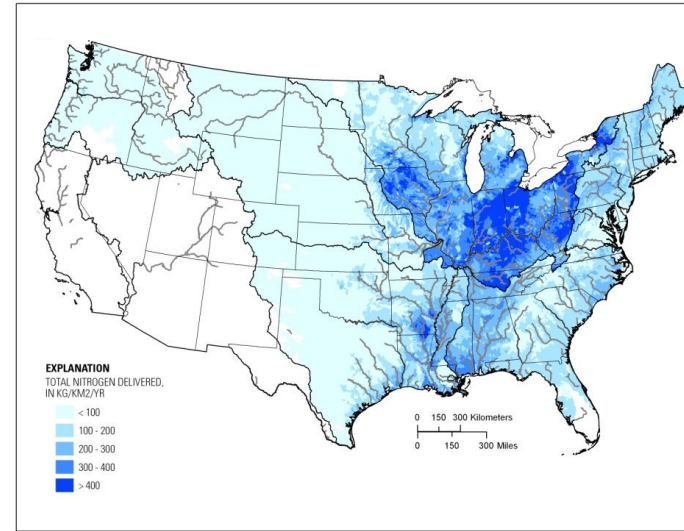 EXPLANATION
TOTAL NITROGEN DELIVERED,
IN KG/KM2/YR
< 100
100 - 200
200 - 300
300 - 400
> 400
0 150 300 Kilometers
0 150 300 Miles